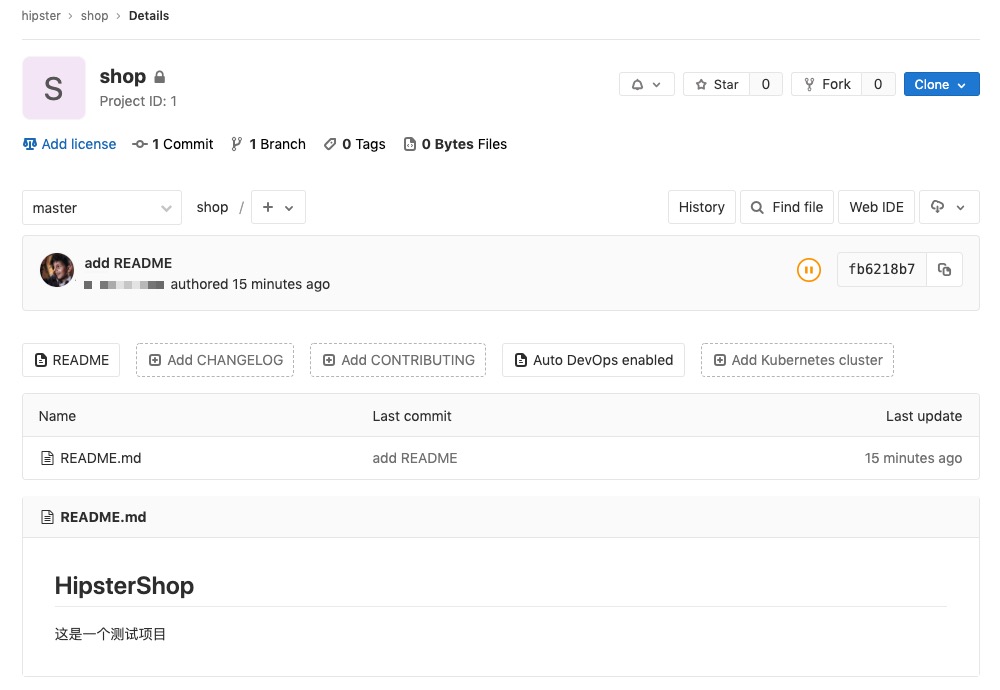 hipster › shop › Details
S
shop
Project ID: 1
Star 0 Fork 0 Clone
Add license 1 Commit 1 Branch 0 Tags 0 Bytes Files
master shop / + History Find file Web IDE
add README
authored 15 minutes ago
fb6218b7
README Add CHANGELOG Add CONTRIBUTING Auto DevOps enabled Add Kubernetes cluster
Name Last commit Last update
README.md add README 15 minutes ago
README.md
HipsterShop
这是一个测试项目